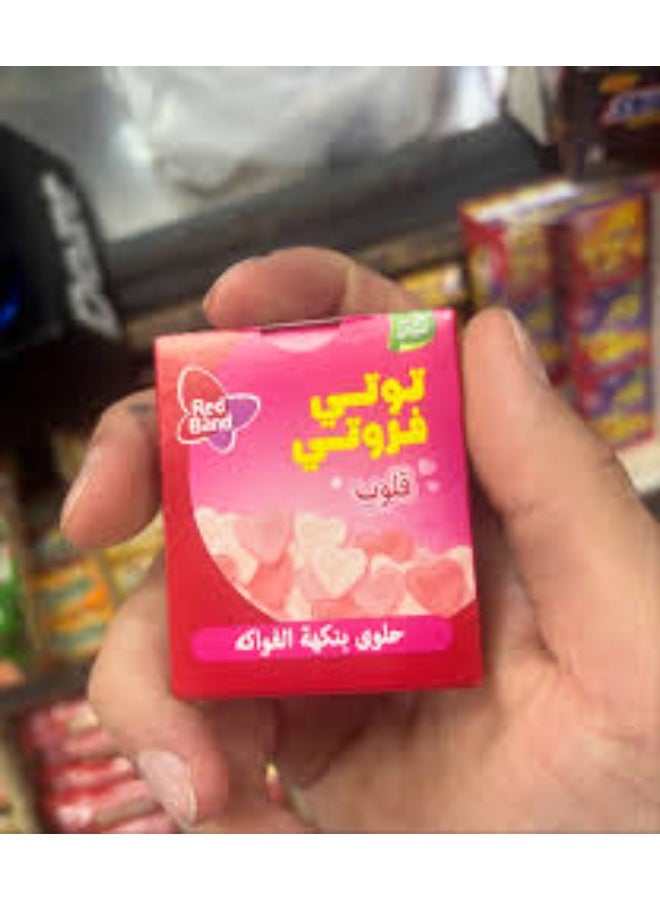 Red
Band
توتي
فروتي
قلوب
حلوى بنكهة الفواكه